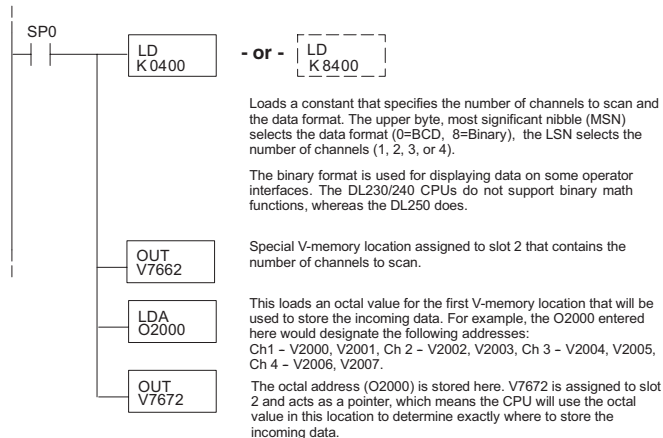 SP0
LD
K 0400
- or -
LD
K 8400
Loads a constant that specifies the number of channels to scan and
the data format. The upper byte, most significant nibble (MSN)
selects the data format (0=BCD, 8=Binary), the LSN selects the
number of channels (1, 2, 3, or 4).
The binary format is used for displaying data on some operator
interfaces. The DL230/240 CPUs do not support binary math
functions, whereas the DL250 does.
OUT
V7662
Special V-memory location assigned to slot 2 that contains the
number of channels to scan.
LDA
O2000
This loads an octal value for the first V-memory location that will be
used to store the incoming data. For example, the O2000 entered
here would designate the following addresses:
Ch1 – V2000, V2001, Ch 2 – V2002, V2003, Ch 3 – V2004, V2005,
Ch 4 – V2006, V2007.
OUT
V7672
The octal address (O2000) is stored here. V7672 is assigned to slot
2 and acts as a pointer, which means the CPU will use the octal
value in this location to determine exactly where to store the
incoming data.